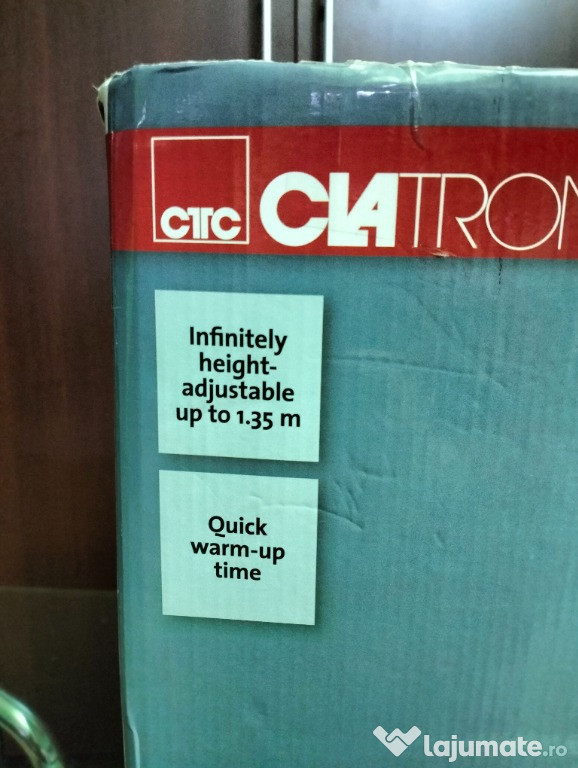 CTC CLATRON
Infinitely
height-
adjustable
up to 1.35 m
Quick
warm-up
time
lajumate.ro